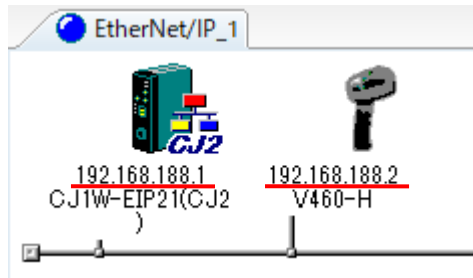 EtherNet/IP_1
CJ2
192.168.188.1
192.168.188.2
CJ1W-EIP21(CJ2
)
V460-H